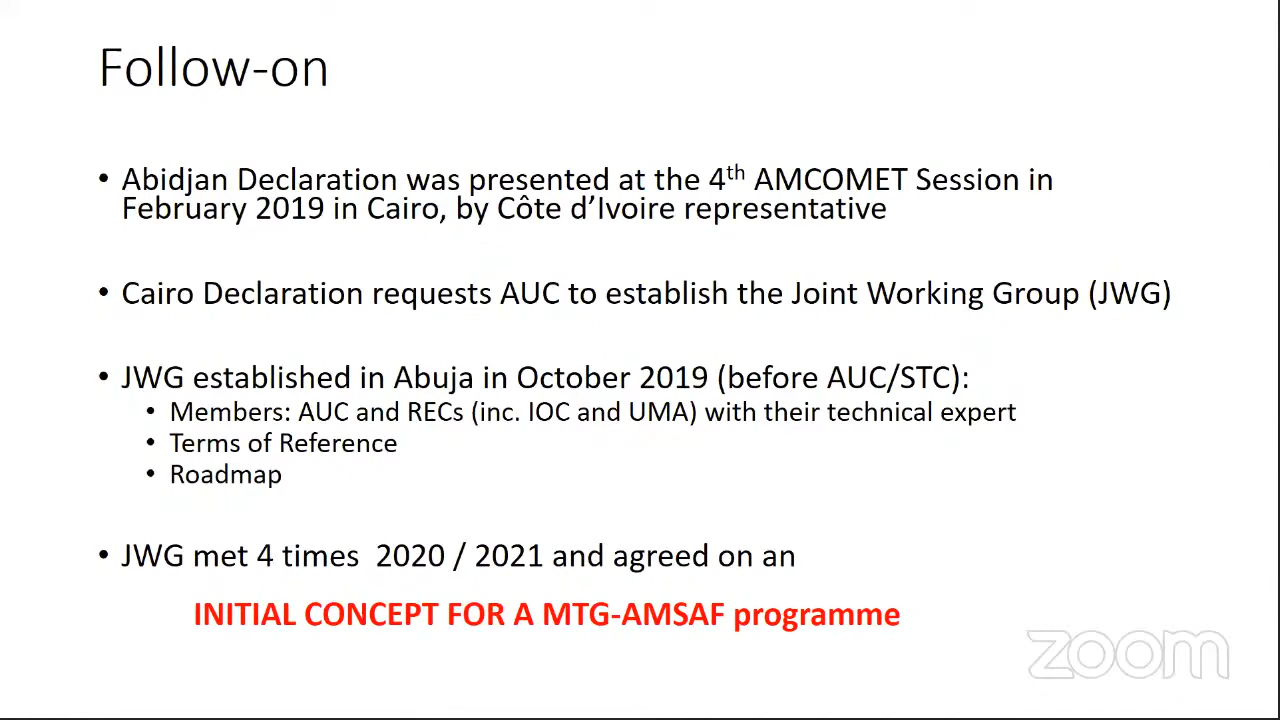 Follow-on
• Abidjan Declaration was presented at the 4th AMCOMET Session in
February 2019 in Cairo, by Côte d’Ivoire representative
• Cairo Declaration requests AUC to establish the Joint Working Group (JWG)
• JWG established in Abuja in October 2019 (before AUC/STC):
• Members: AUC and RECs (inc. IOC and UMA) with their technical expert
• Terms of Reference
• Roadmap
• JWG met 4 times  2020 / 2021 and agreed on an
INITIAL CONCEPT FOR A MTG-AMSAF programme
zoom